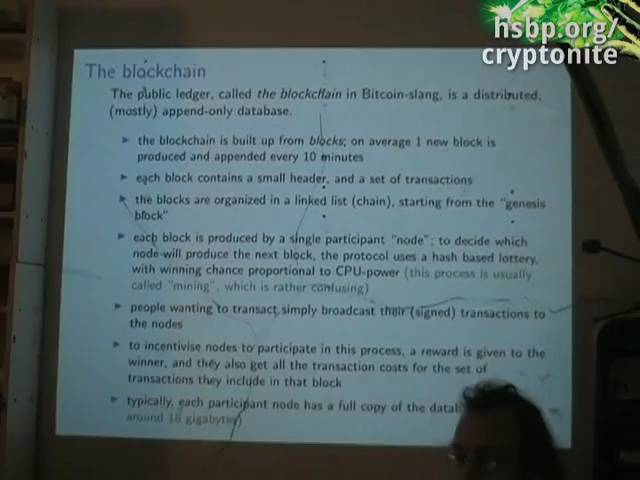 hsbp.org/
cryptonite
The blockchain
The public ledger, called the blockchain in Bitcoin-slang, is a distributed,
(mostly) append-only database.
the blockchain is built up from blocks; on average 1 new block is
produced and appended every 10 minutes
each block contains a small header, and a set of transactions
the blocks are organized in a linked list (chain), starting from the "genesis
block"
each block is produced by a single participant "node"; to decide which
node will produce the next block, the protocol uses a hash based lottery,
with winning chance proportional to CPU-power (this process is usually
called "mining", which is rather confusing)
people wanting to transact simply broadcast their (signed) transactions to
the nodes
to incentivise nodes to participate in this process, a reward is given to the
winner, and they also get all the transaction costs for the set of
transactions they include in that block
typically, each participant node has a full copy of the
around 18 gigabytes)